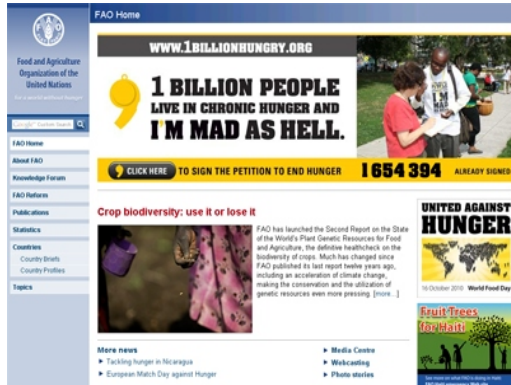 FAO Home
Food and Agriculture
Organization of the
United Nations
for a world without hunger
Google Custom Search
FAO Home
About FAO
Knowledge Forum
FAO Reform
Publications
Statistics
Countries
Country Briefs
Country Profiles
Topics
WWW.1BILLIONHUNGRY.ORG
1 BILLION PEOPLE
LIVE IN CHRONIC HUNGER AND
I'M MAD AS HELL.
CLICK HERE TO SIGN THE PETITION TO END HUNGER 1654394 ALREADY SIGNED
Crop biodiversity: use it or lose it
FAO has launched the Second Report on the State
of the World's Plant Genetic Resources for Food
and Agriculture, the definitive healthcheck on the
biodiversity of crops. Much has changed since
FAO published its last report twelve years ago,
including an acceleration of climate change,
making the conservation and the utilization of
genetic resources even more pressing. [more...]
More news
Tackling hunger in Nicaragua
European Match Day against Hunger
Media Centre
Webcasting
Photo stories
UNITED AGAINST
HUNGER
16 October 2010 World Food Day
Fruit Trees
for Haiti